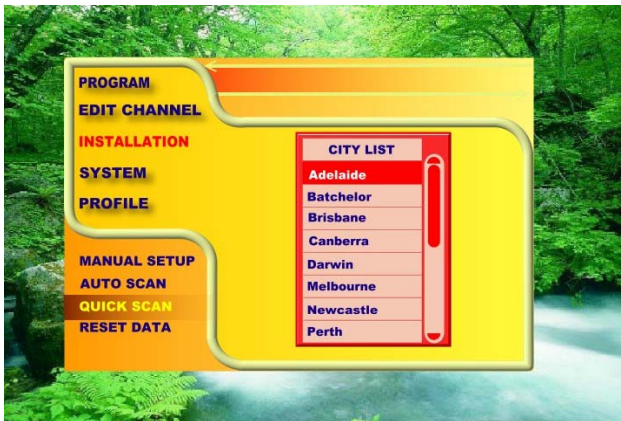 PROGRAM
EDIT CHANNEL
INSTALLATION
SYSTEM
PROFILE
MANUAL SETUP
AUTO SCAN
QUICK SCAN
RESET DATA
CITY LIST
Adelaide
Batchelor
Brisbane
Canberra
Darwin
Melbourne
Newcastle
Perth